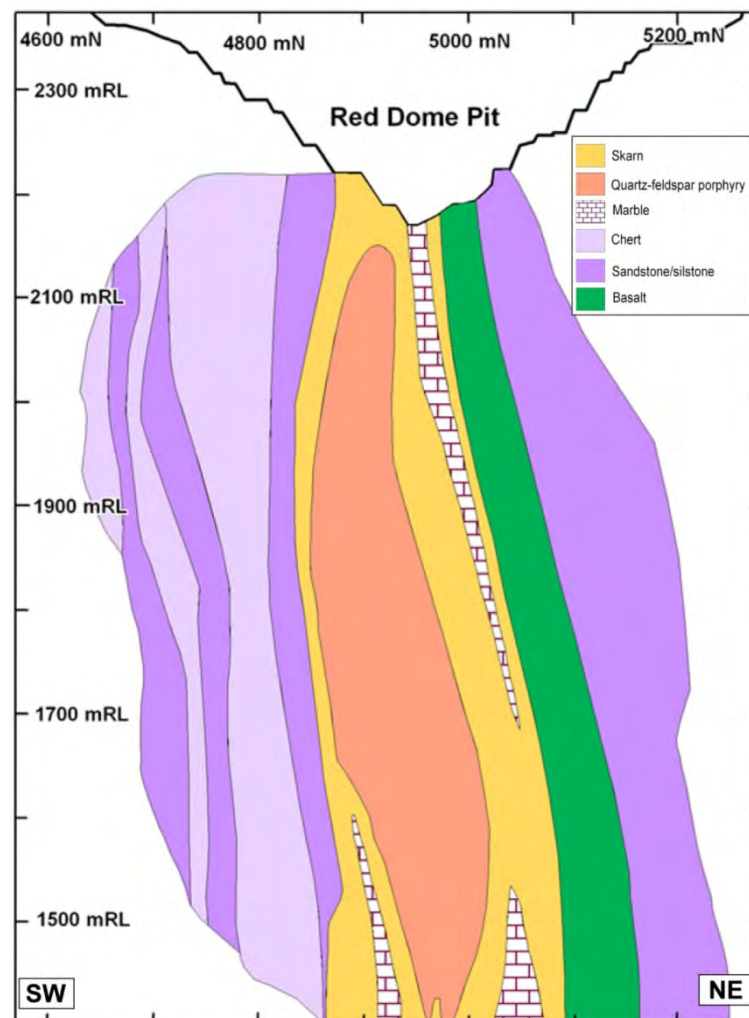 4600 mN
4800 mN
5000 mN
5200 mN
2300 mRL
Red Dome Pit
Skarn
Quartz-feldspar porphyry
Marble
Chert
Sandstone/silstone
Basalt
2100 mRL
1900 mRL
1700 mRL
1500 mRL
SW
NE